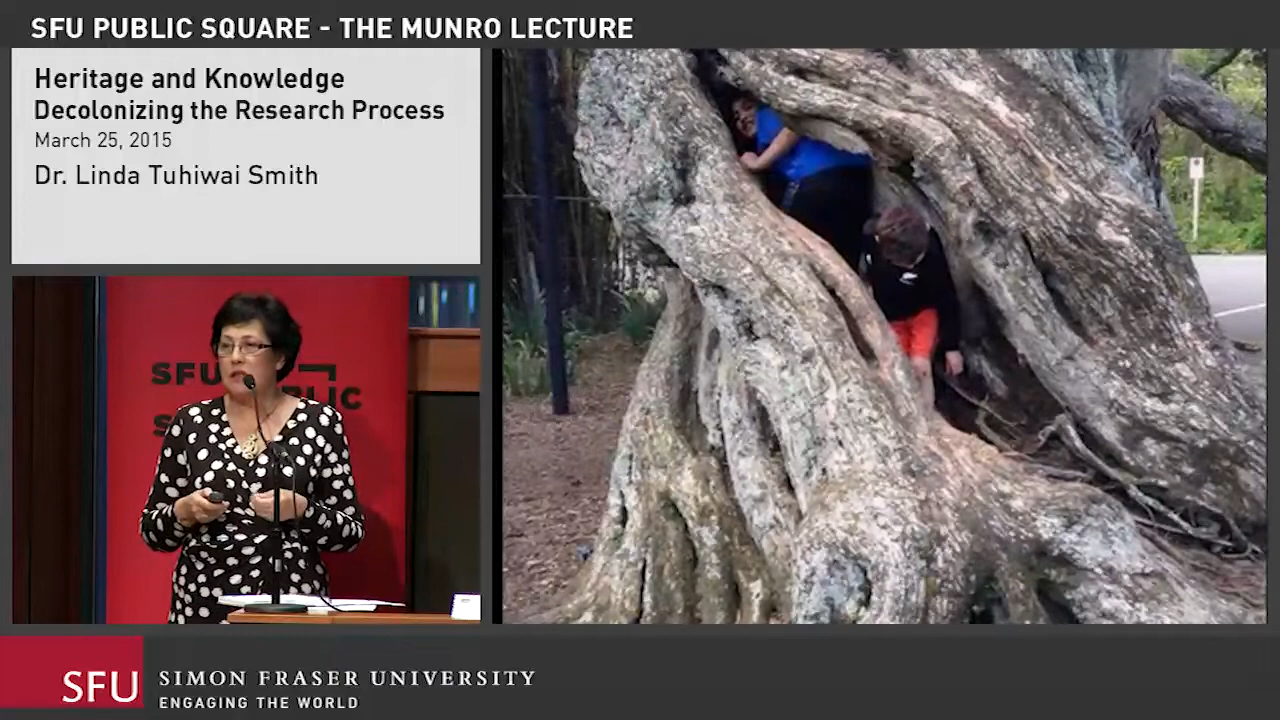 SFU PUBLIC SQUARE - THE MUNRO LECTURE
Heritage and Knowledge
Decolonizing the Research Process
March 25, 2015
Dr. Linda Tuhiwai Smith
SFU
SFU
SIMON FRASER UNIVERSITY
ENGAGING THE WORLD